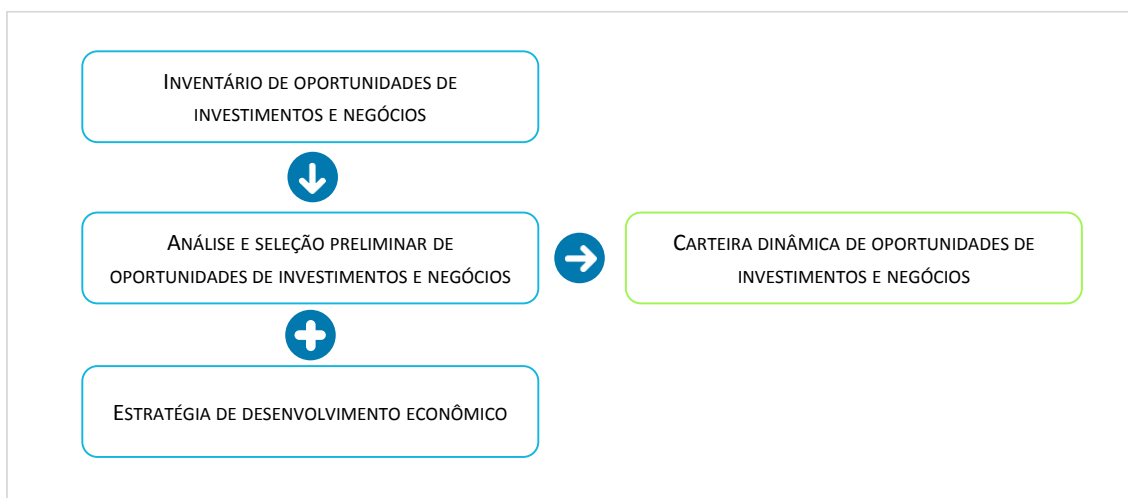 INVENTÁRIO DE OPORTUNIDADES DE
INVESTIMENTOS E NEGÓCIOS
ANÁLISE E SELEÇÃO PRELIMINAR DE
OPORTUNIDADES DE INVESTIMENTOS E NEGÓCIOS
CARTEIRA DINÂMICA DE OPORTUNIDADES DE
INVESTIMENTOS E NEGÓCIOS
ESTRATÉGIA DE DESENVOLVIMENTO ECONÔMICO